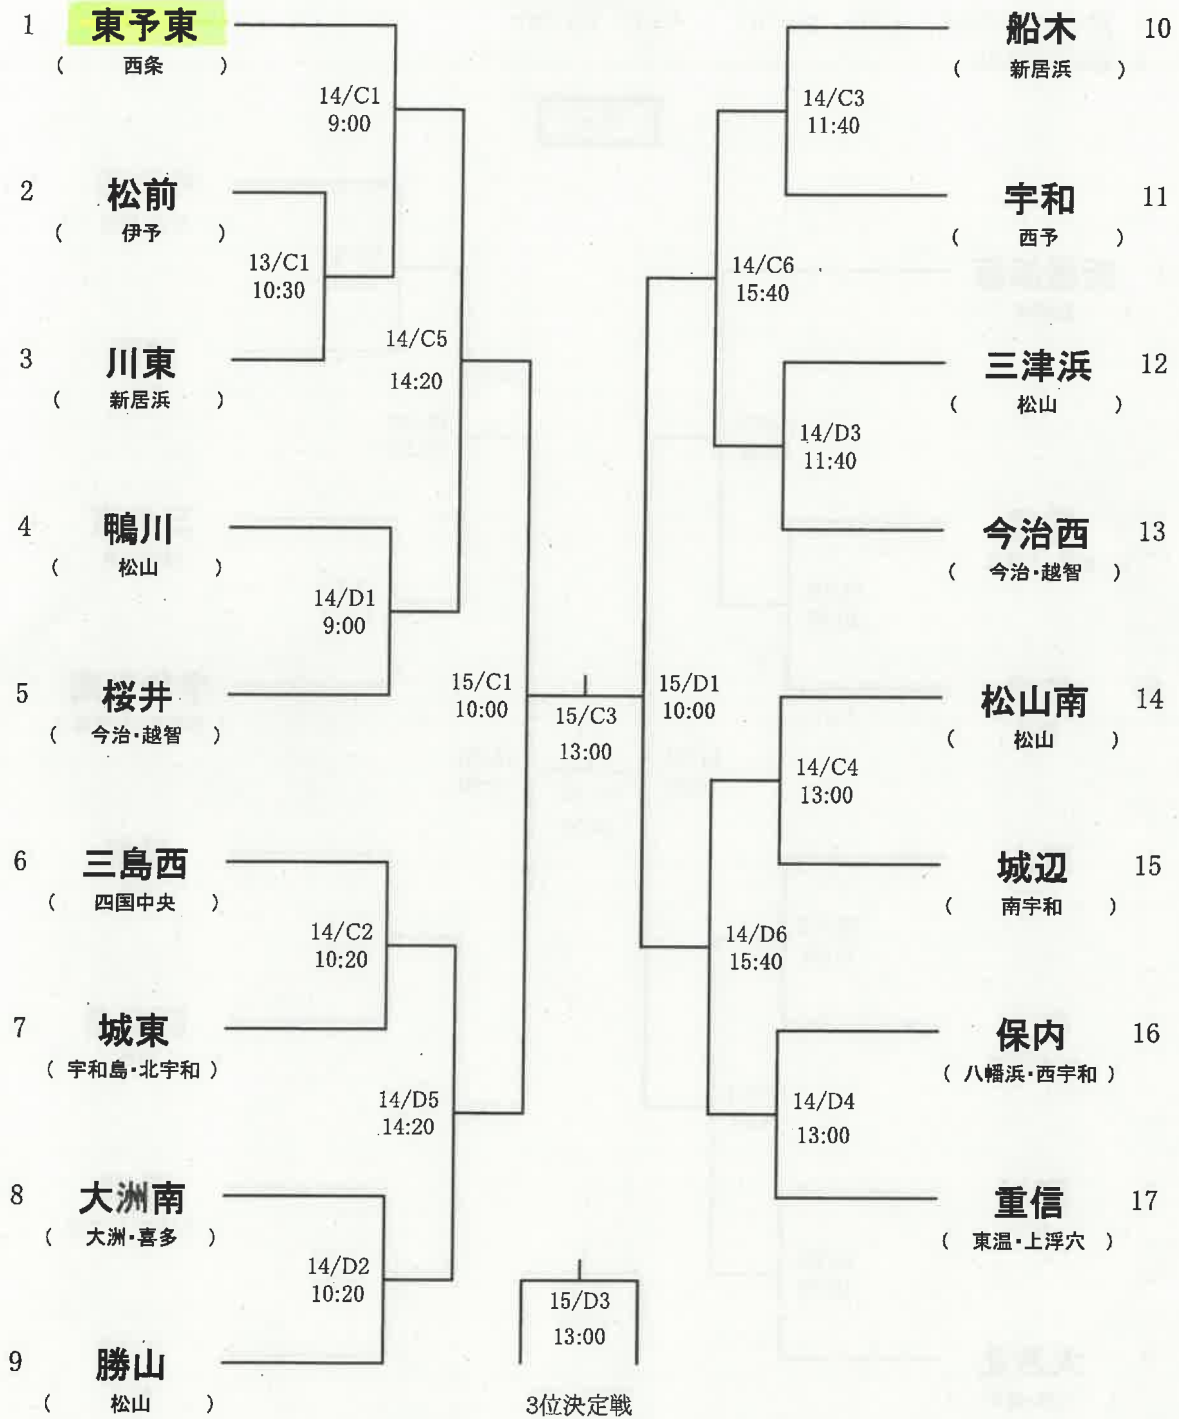 1 東予東
( 西条 )
14/C1
9:00
2 松前
( 伊予 )
13/C1
10:30
3 川東
( 新居浜 )
14/C5
14:20
4 鴨川
( 松山 )
14/D1
9:00
5 桜井
( 今治・越智 )
15/C1
10:00
6 三島西
( 四国中央 )
14/C2
10:20
7 城東
( 宇和島・北宇和 )
14/D5
14:20
8 大洲南
( 大洲・喜多 )
14/D2
10:20
9 勝山
( 松山 )
15/C3
13:00
15/D3
13:00
3位決定戦
船木 10
( 新居浜 )
14/C3
11:40
宇和 11
( 西予 )
14/C6
15:40
三津浜 12
( 松山 )
14/D3
11:40
今治西 13
( 今治・越智 )
15/D1
10:00
松山南 14
( 松山 )
14/C4
13:00
城辺 15
( 南宇和 )
14/D6
15:40
保内 16
( 八幡浜・西宇和 )
14/D4
13:00
重信 17
( 東温・上浮穴 )